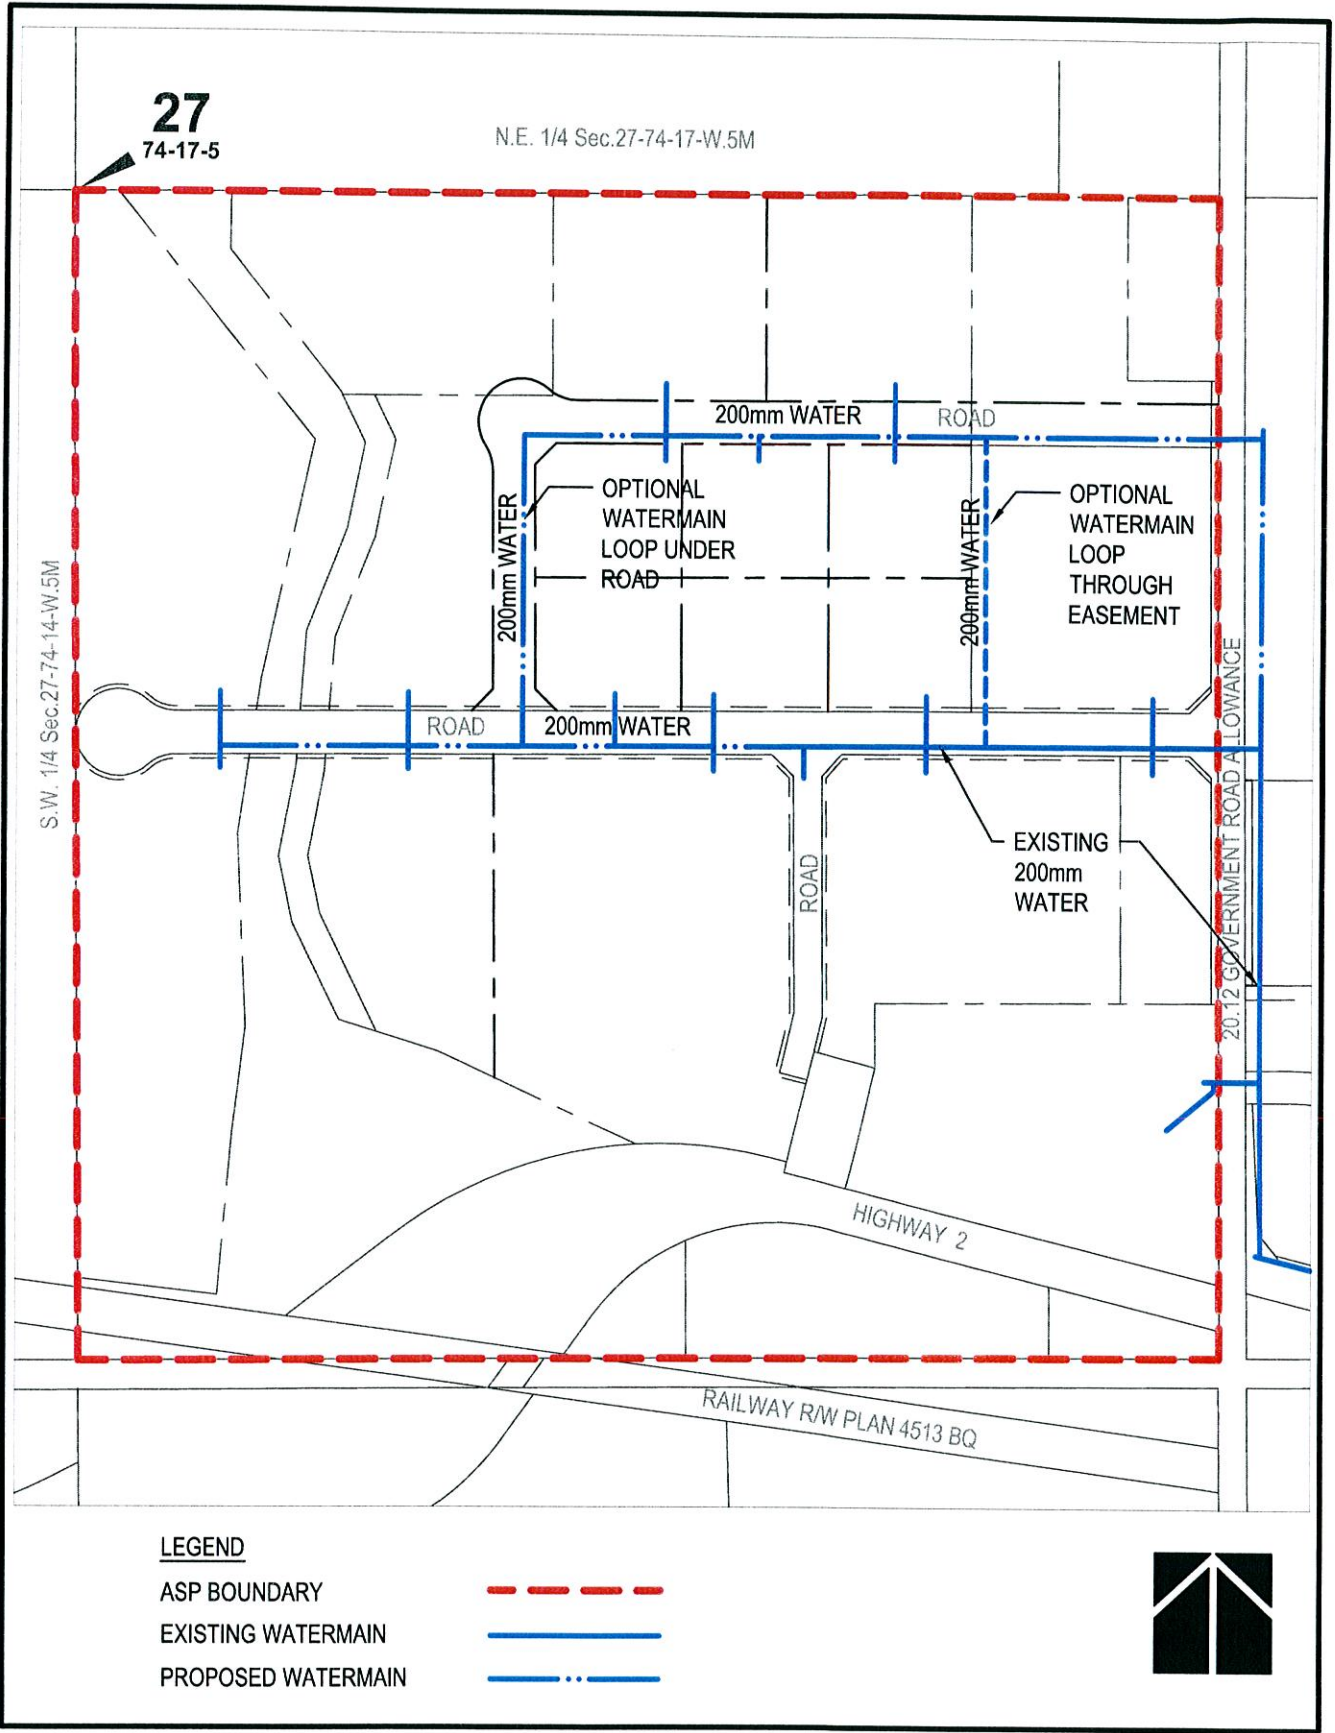 27
74-17-5
N.E. 1/4 Sec.27-74-17-W.5M
200mm WATER
ROAD
OPTIONAL
WATERMAIN
LOOP UNDER
ROAD
200mm WATER
200mm WATER
OPTIONAL
WATERMAIN
LOOP
THROUGH
EASEMENT
S.W. 1/4 Sec.27-74-14-W.5M
ROAD
200mm WATER
20.12 GOVERNMENT ROAD ALLOWANCE
EXISTING
200mm
WATER
ROAD
HIGHWAY 2
RAILWAY R/W PLAN 4513 BQ
LEGEND
ASP BOUNDARY
EXISTING WATERMAIN
PROPOSED WATERMAIN